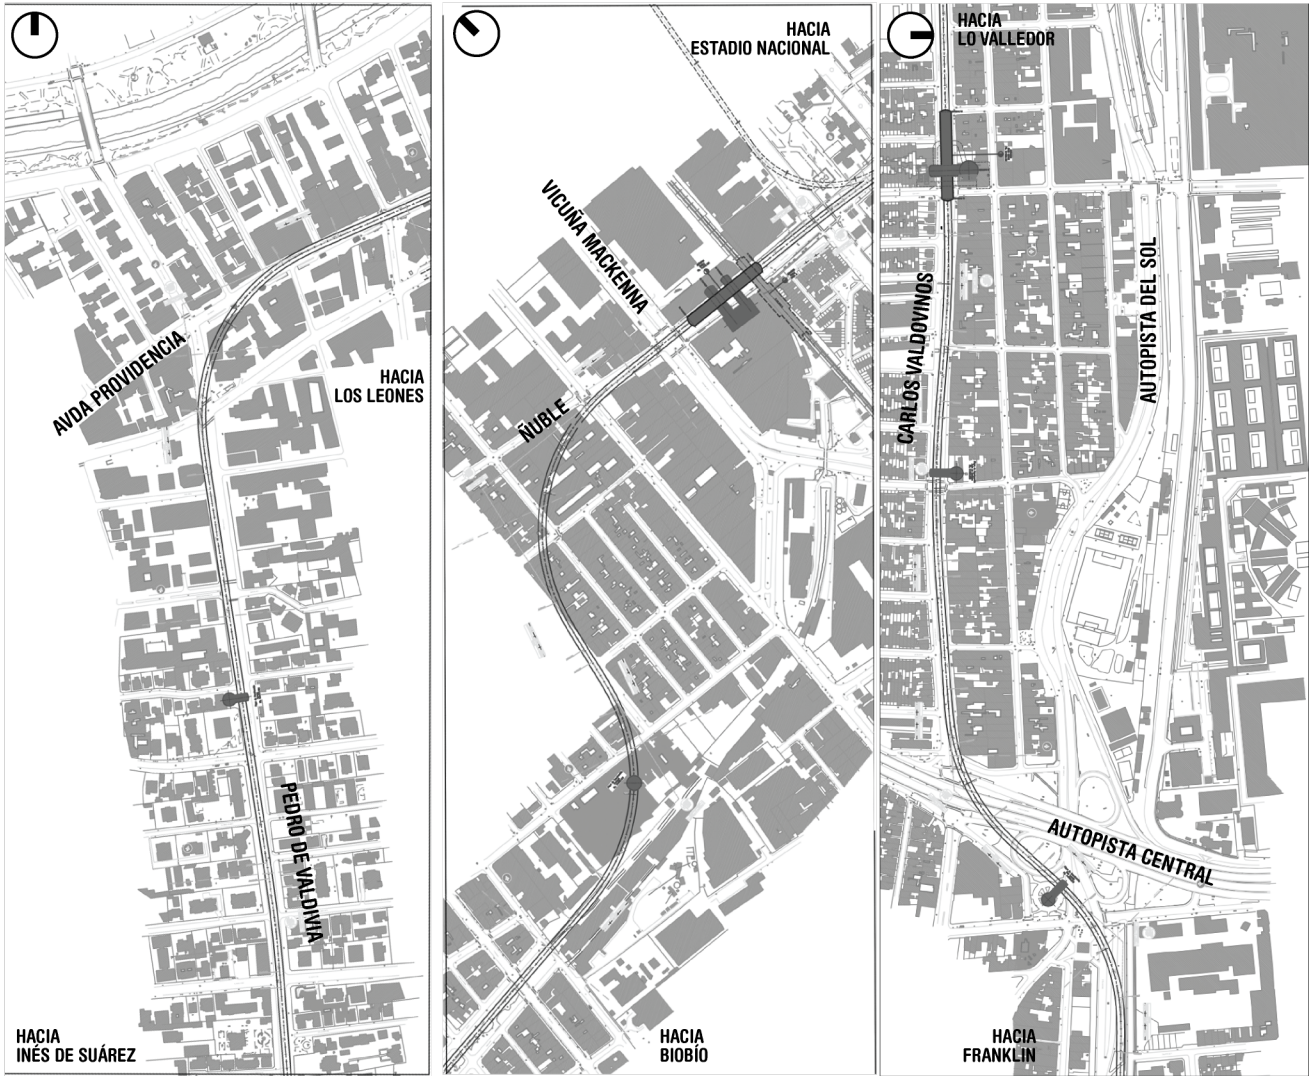 AVDA PROVIDENCIA
HACIA
LOS LEONES
PEDRO DE VALDIVIA
HACIA
INÉS DE SUÁREZ
HACIA
ESTADIO NACIONAL
VICUÑA MACKENNA
ÑUBLE
HACIA
BIOBÍO
HACIA
LO VALLEDOR
CARLOS VALDOVINOS
AUTOPISTA DEL SOL
AUTOPISTA CENTRAL
HACIA
FRANKLIN